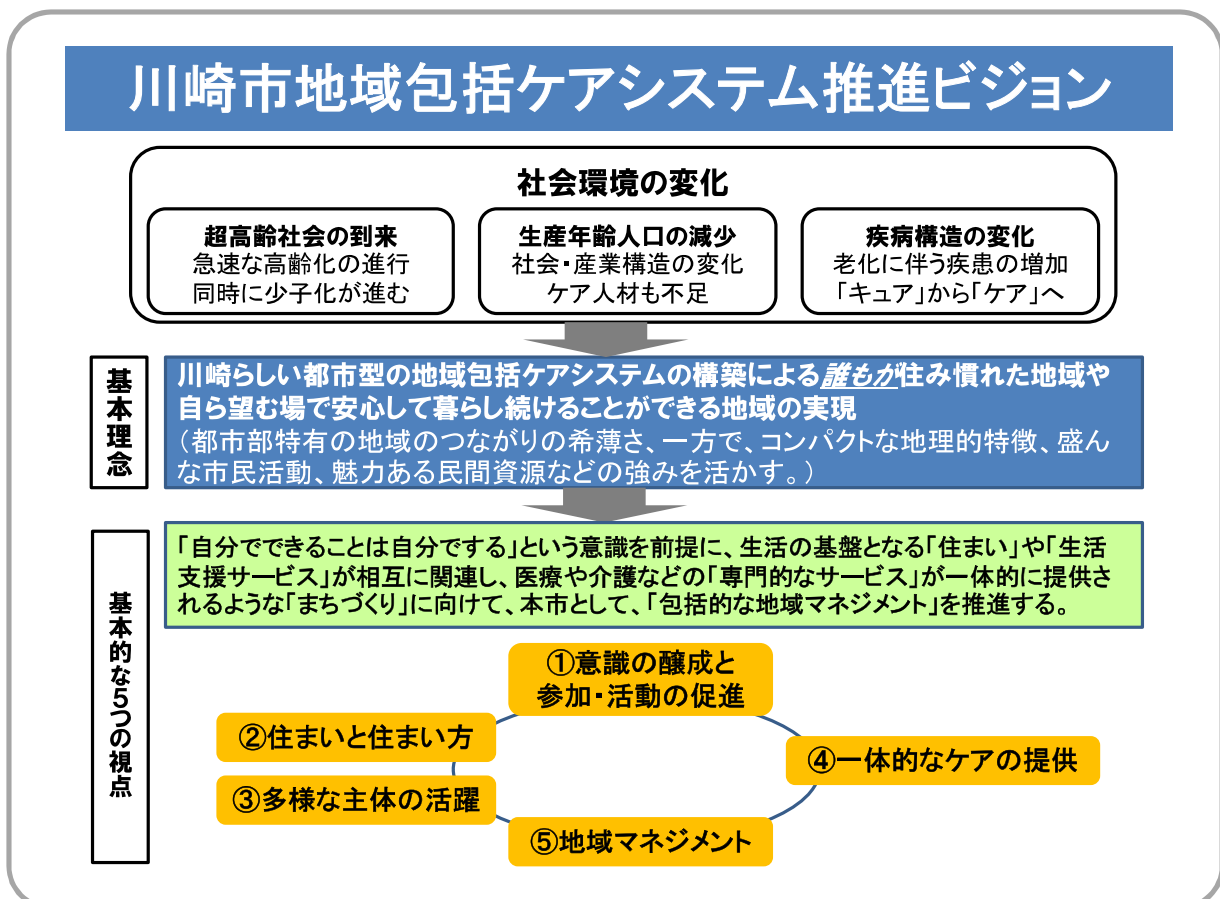 川崎市地域包括ケアシステム推進ビジョン
社会環境の変化
超高齢社会の到来
急速な高齢化の進行
同時に少子化が進む
生産年齢人口の減少
社会・産業構造の変化
ケア人材も不足
疾病構造の変化
老化に伴う疾患の増加
「キュア」から「ケア」へ
基本理念
川崎らしい都市型の地域包括ケアシステムの構築による誰もが住み慣れた地域や
自ら望む場で安心して暮らし続けることができる地域の実現
（都市部特有の地域のつながりの希薄さ、一方で、コンパクトな地理的特徴、盛ん
な市民活動、魅力ある民間資源などの強みを活かす。）
基本的な5つの視点
「自分でできることは自分でする」という意識を前提に、生活の基盤となる「住まい」や「生活
支援サービス」が相互に関連し、医療や介護などの「専門的なサービス」が一体的に提供さ
れるような「まちづくり」に向けて、本市として、「包括的な地域マネジメント」を推進する。
①意識の醸成と
参加・活動の促進
②住まいと住まい方
③多様な主体の活躍
④一体的なケアの提供
⑤地域マネジメント